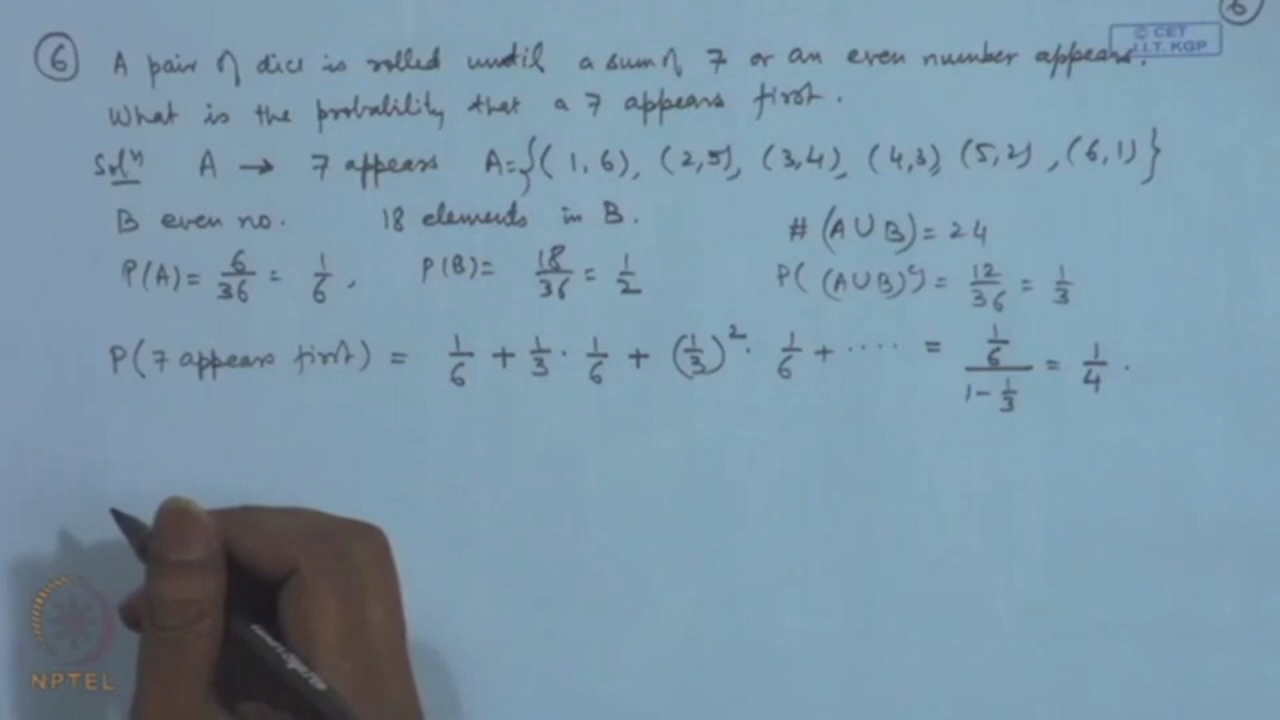 6
© CET
I.I.T. KGP
⑥ A pair of dice is rolled until a sum of 7 or an even number appears.
What is the probability that a 7 appears first.
Solⁿ A → 7 appears A={(1,6), (2,5), (3,4), (4,3) (5,2), (6,1)}
B even no. 18 elements in B. # (A∪B) = 24
P(A) = 6/36 = 1/6, P(B) = 18/36 = 1/2 P((A∪B)ᶜ) = 12/36 = 1/3
P(7 appears first) = 1/6 + 1/3 · 1/6 + (1/3)² · 1/6 + ···· = (1/6)/(1 - 1/3) = 1/4 .
NPTEL